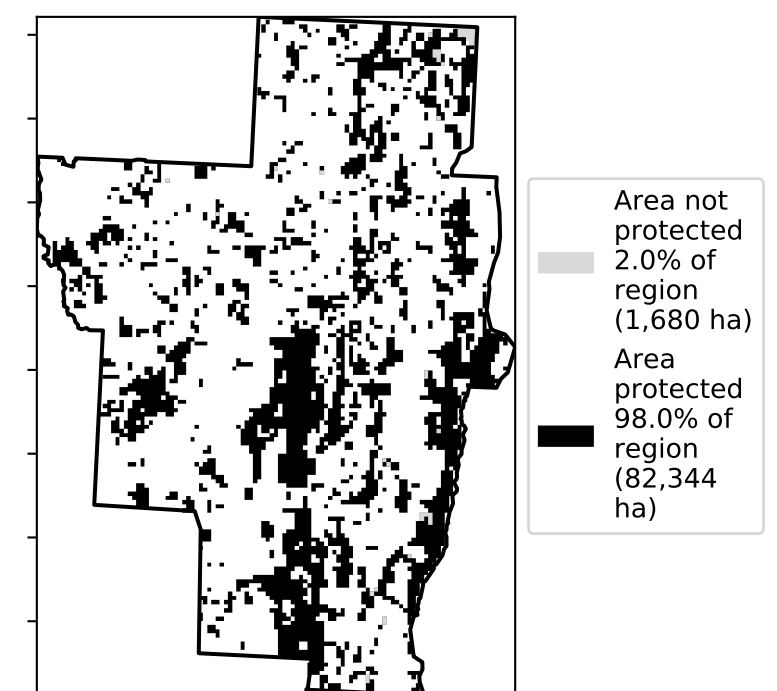 Area not
protected
2.0% of
region
(1,680 ha)
Area
protected
98.0% of
region
(82,344
ha)